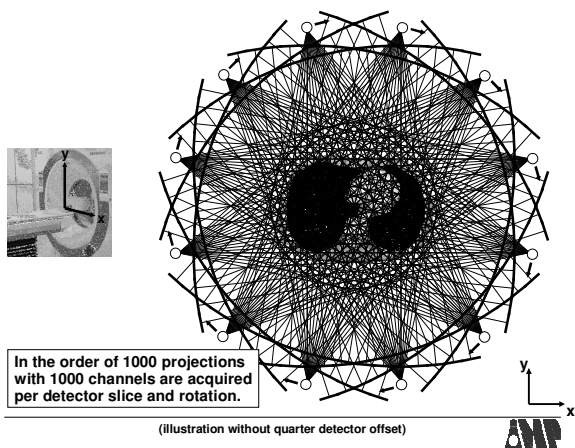 y
x
In the order of 1000 projections
with 1000 channels are acquired
per detector slice and rotation.
y
x
(illustration without quarter detector offset)